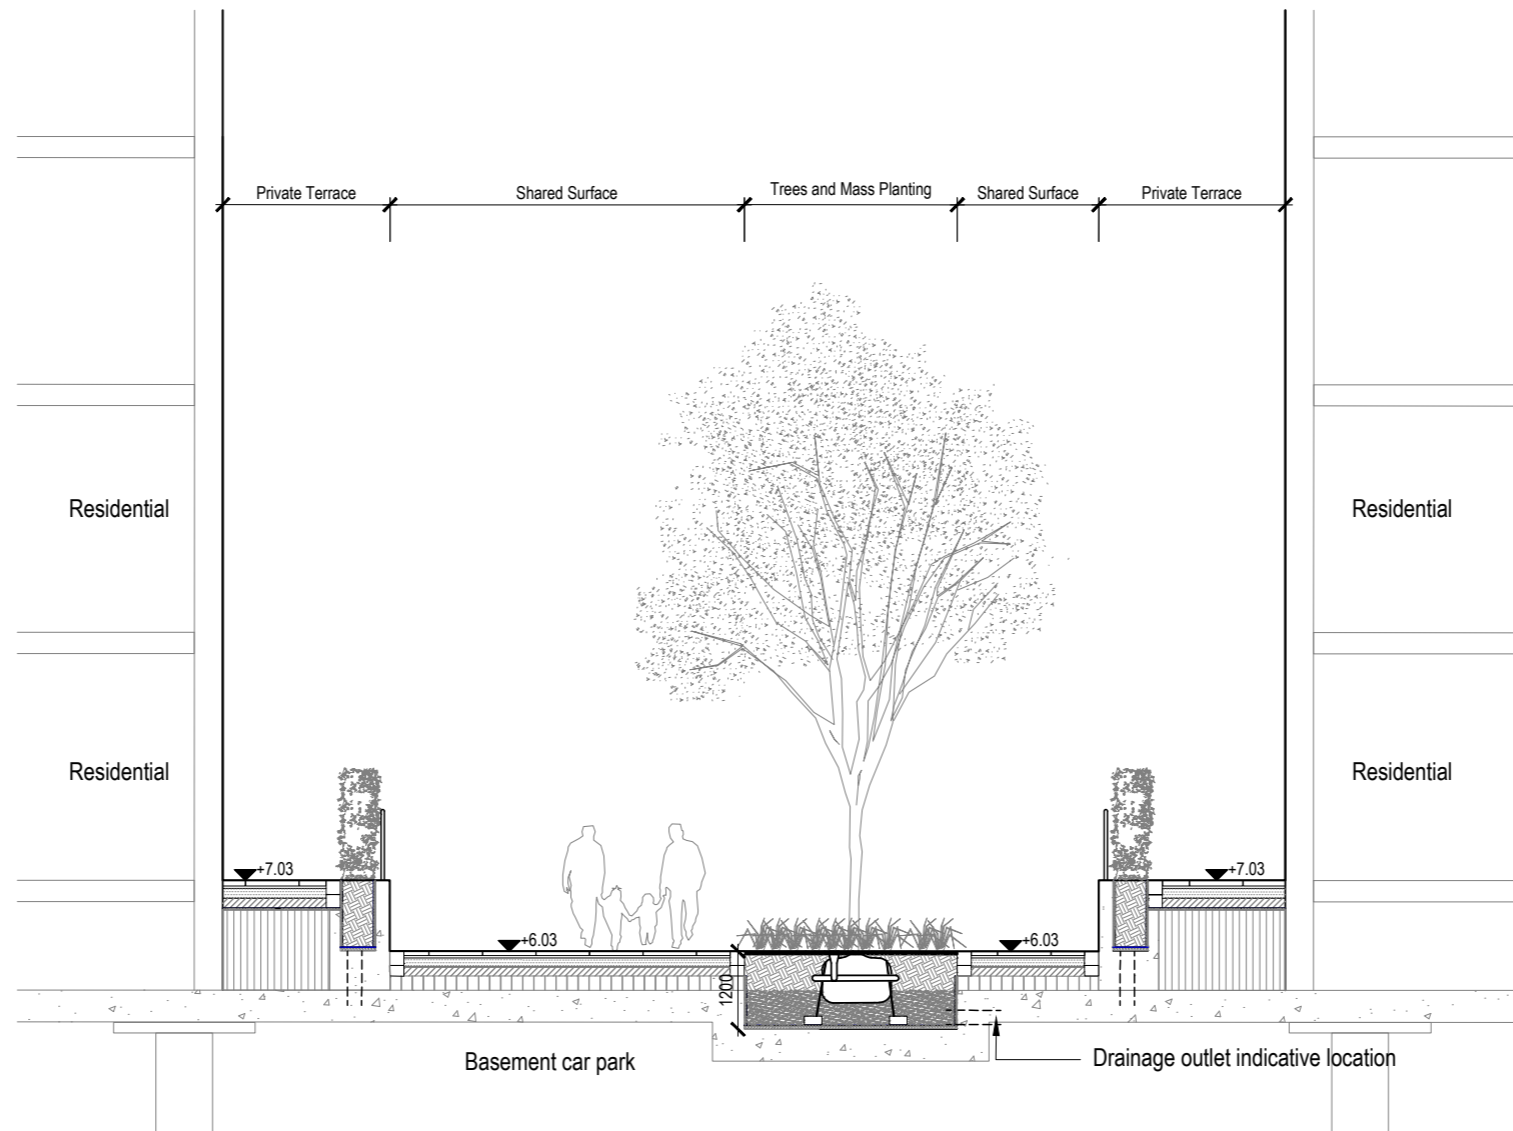 Private Terrace
Shared Surface
Trees and Mass Planting
Shared Surface
Private Terrace
Residential
Residential
Residential
Residential
+7.03
+7.03
+6.03
+6.03
1200
Basement car park
Drainage outlet indicative location